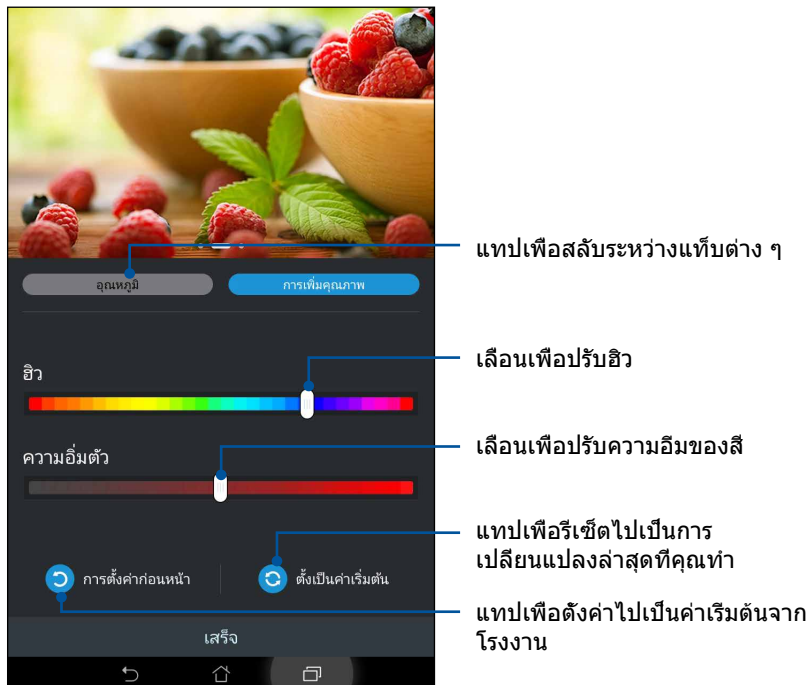 แทปเพือสลับระหว่างแท็บต่าง ๆ
อุณหภูมิ
การเพิ่มคุณภาพ
ฮิว
เลือนเพือปรับฮิว
ความอิ่มตัว
เลือนเพือปรับความอิมของสี
แทปเพือรีเซ็ตไปเป็นการ
เปลียนแปลงล่าสุดทีคุณทำ
การตั้งค่าก่อนหน้า
ตั้งเป็นค่าเริ่มต้น
แทปเพือตังค่าไปเป็นค่าเริมต้นจาก
โรงงาน
เสร็จ